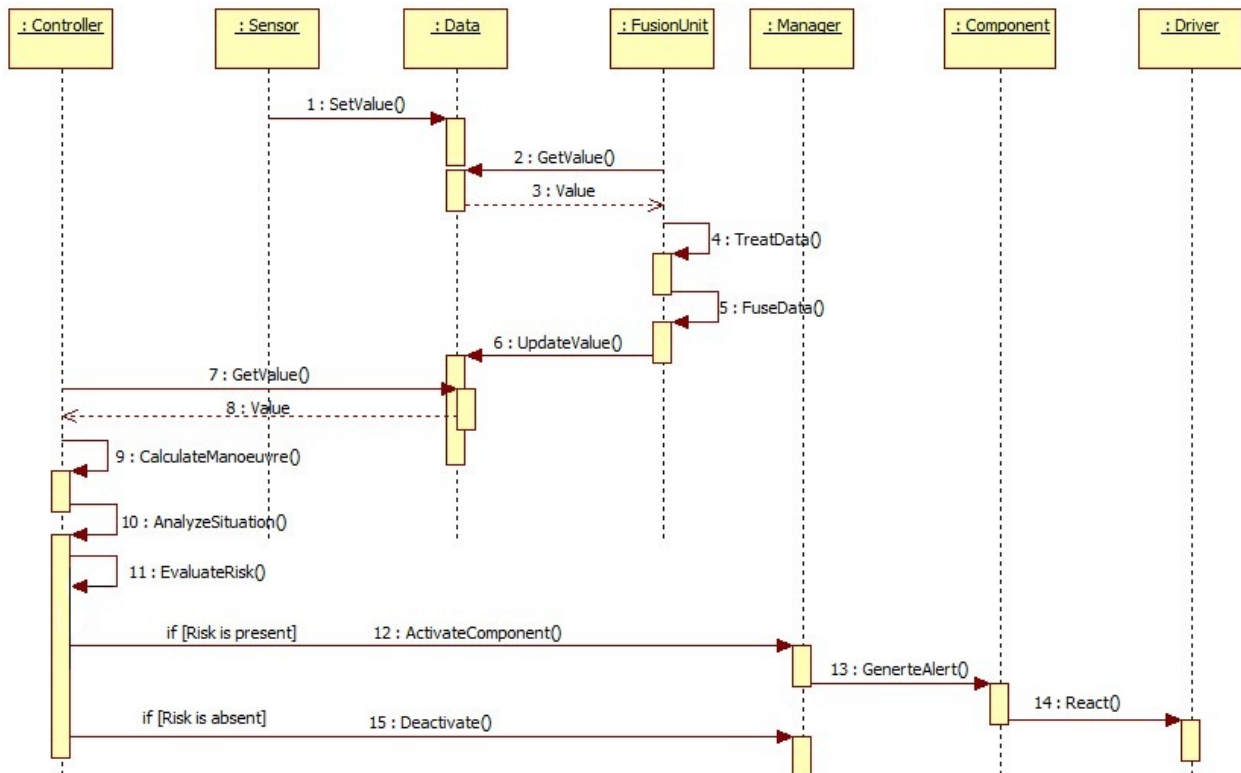 : Controller
: Sensor
: Data
: FusionUnit
: Manager
: Component
: Driver
1 : SetValue()
2 : GetValue()
3 : Value
4 : TreatData()
5 : FuseData()
6 : UpdateValue()
7 : GetValue()
8 : Value
9 : CalculateManoeuvre()
10 : AnalyzeSituation()
11 : EvaluateRisk()
if [Risk is present]
12 : ActivateComponent()
13 : GenerteAlert()
14 : React()
if [Risk is absent]
15 : Deactivate()